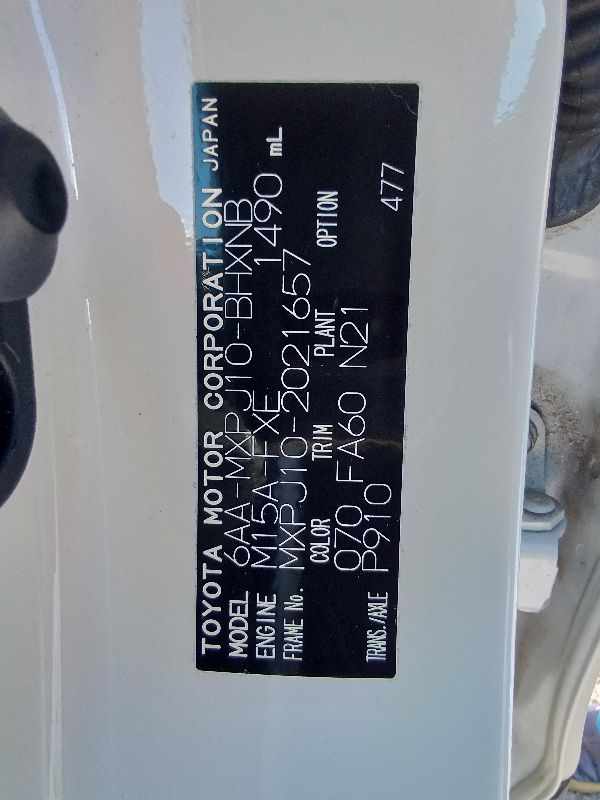 TOYOTA MOTOR CORPORATION JAPAN
MODEL 6AA-MXPJ10-BHXNB
ENGINE M15A-FXE 1490 mL
FRAME No. MXPJ10-2021657
COLOR TRIM PLANT OPTION
070 FA60 N21
TRANS./AXLE P910 477